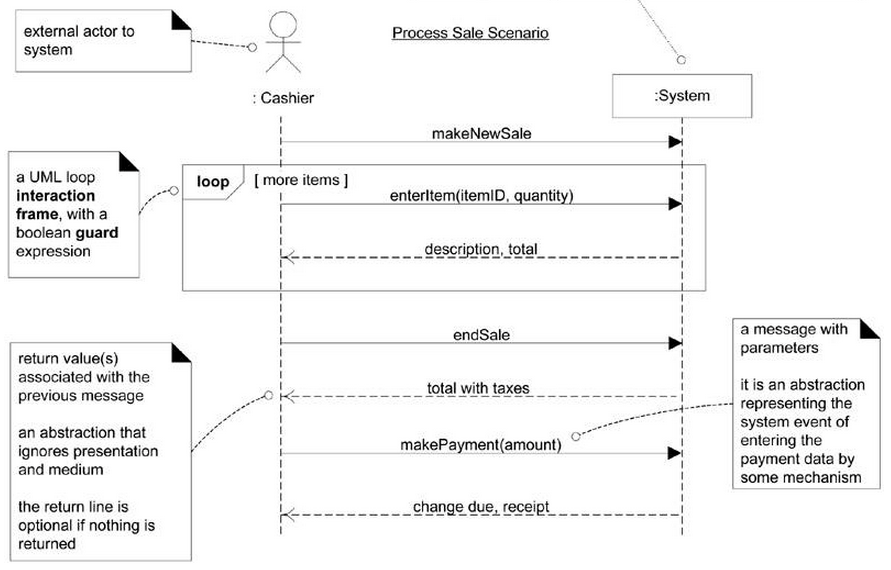 external actor to
system
Process Sale Scenario
: Cashier
:System
makeNewSale
a UML loop
interaction
frame, with a
boolean guard
expression
loop
[ more items ]
enterItem(itemID, quantity)
description, total
endSale
return value(s)
associated with the
previous message
an abstraction that
ignores presentation
and medium
the return line is
optional if nothing is
returned
total with taxes
makePayment(amount)
change due, receipt
a message with
parameters
it is an abstraction
representing the
system event of
entering the
payment data by
some mechanism